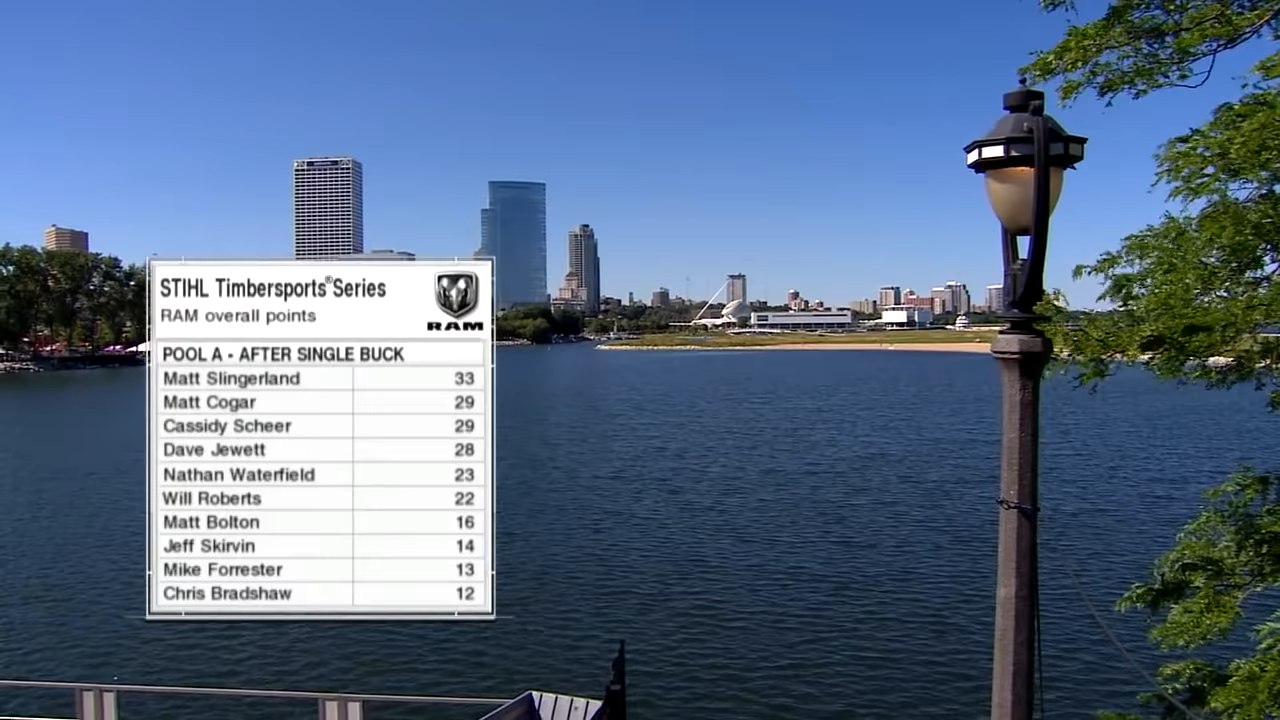 STIHL Timbersports® Series
RAM overall points
RAM
POOL A - AFTER SINGLE BUCK
Matt Slingerland 33
Matt Cogar 29
Cassidy Scheer 29
Dave Jewett 28
Nathan Waterfield 23
Will Roberts 22
Matt Bolton 16
Jeff Skirvin 14
Mike Forrester 13
Chris Bradshaw 12